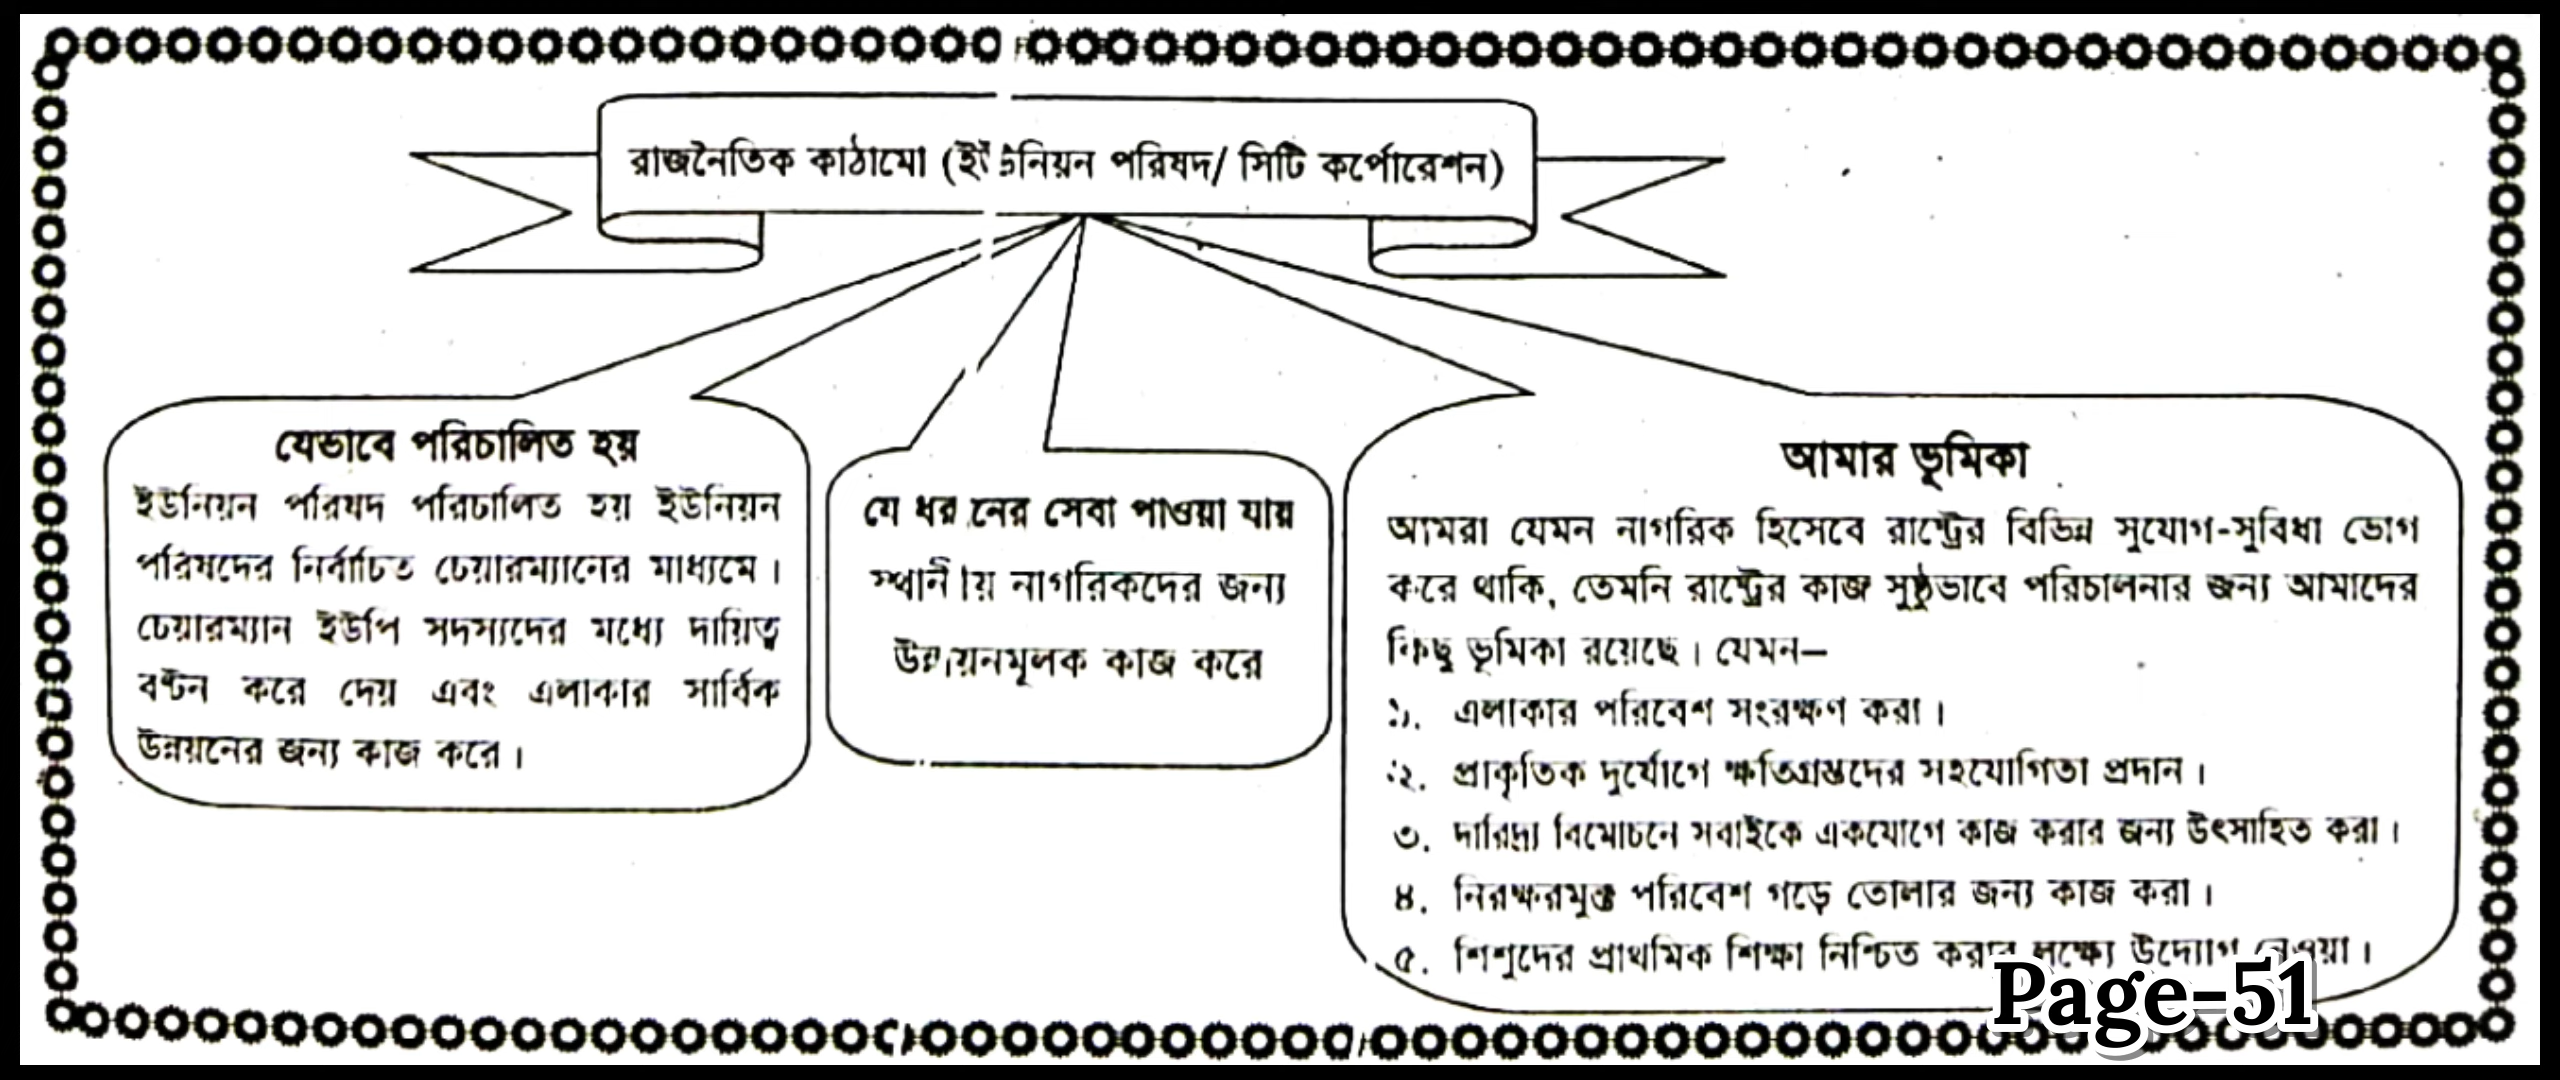 রাজনৈতিক কাঠামো (ইউনিয়ন পরিষদ/ সিটি কর্পোরেশন)
যেভাবে পরিচালিত হয়
ইউনিয়ন পরিষদ পরিচালিত হয় ইউনিয়ন
পরিষদের নির্বাচিত চেয়ারম্যানের মাধ্যমে।
চেয়ারম্যান ইউপি সদস্যদের মধ্যে দায়িত্ব
বণ্টন করে দেয় এবং এলাকার সার্বিক
উন্নয়নের জন্য কাজ করে।
যে ধরনের সেবা পাওয়া যায়
স্থানীয় নাগরিকদের জন্য
উন্নয়নমূলক কাজ করে
আমার ভূমিকা
আমরা যেমন নাগরিক হিসেবে রাষ্ট্রের বিভিন্ন সুযোগ-সুবিধা ভোগ
করে থাকি, তেমনি রাষ্ট্রের কাজ সুষ্ঠুভাবে পরিচালনার জন্য আমাদের
কিছু ভূমিকা রয়েছে। যেমন–
১. এলাকার পরিবেশ সংরক্ষণ করা।
২. প্রাকৃতিক দুর্যোগে ক্ষতিগ্রস্তদের সহযোগিতা প্রদান।
৩. দারিদ্র্য বিমোচনে সবাইকে একযোগে কাজ করার জন্য উৎসাহিত করা।
৪. নিরক্ষরমুক্ত পরিবেশ গড়ে তোলার জন্য কাজ করা।
৫. শিশুদের প্রাথমিক শিক্ষা নিশ্চিত করার লক্ষ্যে উদ্যোগ নেওয়া।
Page-51